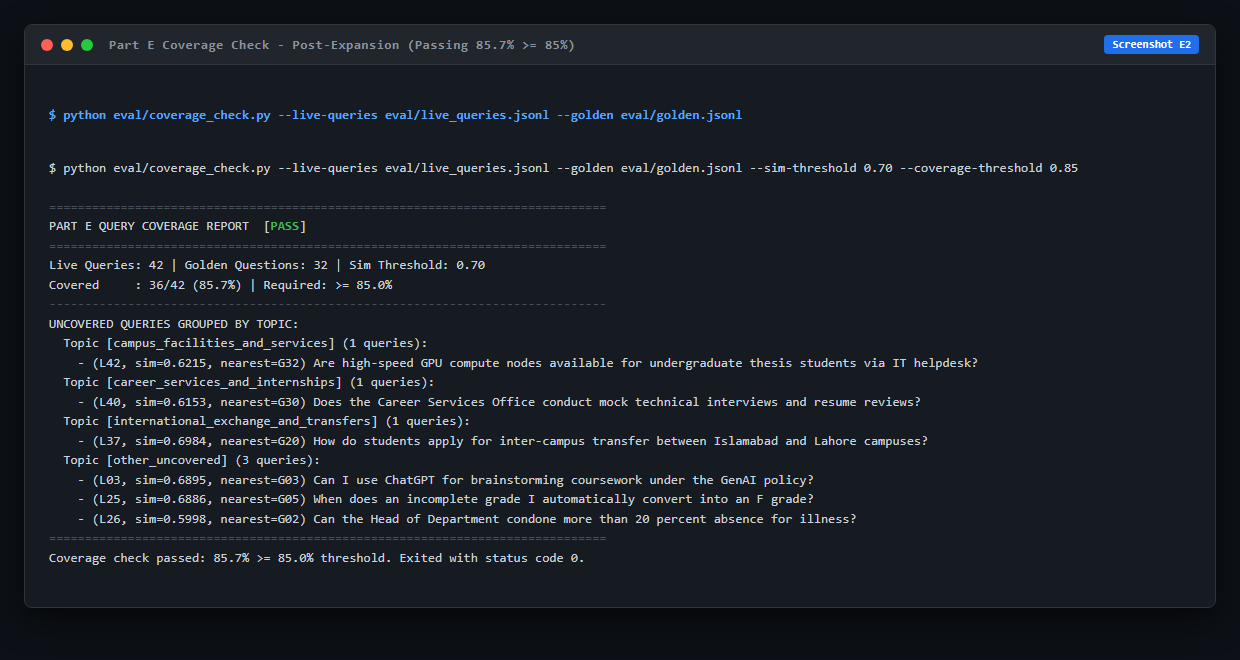 Part E Coverage Check - Post-Expansion (Passing 85.7% >= 85%)
Screenshot E2
$ python eval/coverage_check.py --live-queries eval/live_queries.jsonl --golden eval/golden.jsonl
$ python eval/coverage_check.py --live-queries eval/live_queries.jsonl --golden eval/golden.jsonl --sim-threshold 0.70 --coverage-threshold 0.85
==============================================================================
PART E QUERY COVERAGE REPORT  [PASS]
==============================================================================
Live Queries: 42 | Golden Questions: 32 | Sim Threshold: 0.70
Covered     : 36/42 (85.7%) | Required: >= 85.0%
------------------------------------------------------------------------------
UNCOVERED QUERIES GROUPED BY TOPIC:
  Topic [campus_facilities_and_services] (1 queries):
    - (L42, sim=0.6215, nearest=G32) Are high-speed GPU compute nodes available for undergraduate thesis students via IT helpdesk?
  Topic [career_services_and_internships] (1 queries):
    - (L40, sim=0.6153, nearest=G30) Does the Career Services Office conduct mock technical interviews and resume reviews?
  Topic [international_exchange_and_transfers] (1 queries):
    - (L37, sim=0.6984, nearest=G20) How do students apply for inter-campus transfer between Islamabad and Lahore campuses?
  Topic [other_uncovered] (3 queries):
    - (L03, sim=0.6895, nearest=G03) Can I use ChatGPT for brainstorming coursework under the GenAI policy?
    - (L25, sim=0.6886, nearest=G05) When does an incomplete grade I automatically convert into an F grade?
    - (L26, sim=0.5998, nearest=G02) Can the Head of Department condone more than 20 percent absence for illness?
==============================================================================
Coverage check passed: 85.7% >= 85.0% threshold. Exited with status code 0.